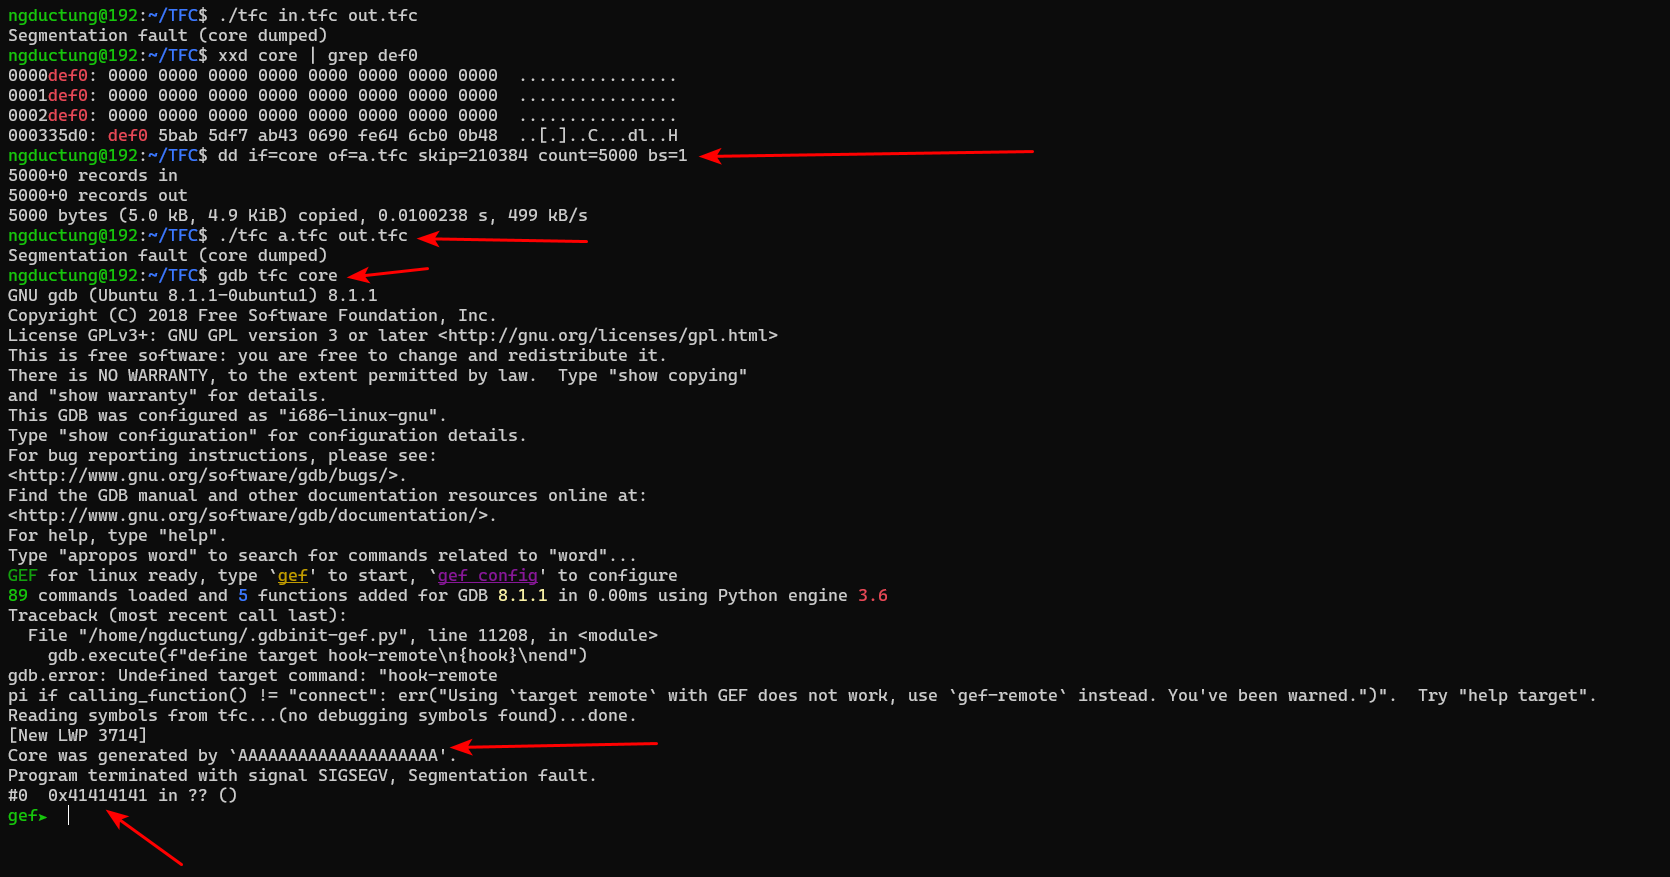 ngductung@192:~/TFC$ ./tfc in.tfc out.tfc
Segmentation fault (core dumped)
ngductung@192:~/TFC$ xxd core | grep def0
0000def0: 0000 0000 0000 0000 0000 0000 0000 0000  ................
0001def0: 0000 0000 0000 0000 0000 0000 0000 0000  ................
0002def0: 0000 0000 0000 0000 0000 0000 0000 0000  ................
000335d0: def0 5bab 5df7 ab43 0690 fe64 6cb0 0b48  ..[.]..C...dl..H
ngductung@192:~/TFC$ dd if=core of=a.tfc skip=210384 count=5000 bs=1
5000+0 records in
5000+0 records out
5000 bytes (5.0 kB, 4.9 KiB) copied, 0.0100238 s, 499 kB/s
ngductung@192:~/TFC$ ./tfc a.tfc out.tfc
Segmentation fault (core dumped)
ngductung@192:~/TFC$ gdb tfc core
GNU gdb (Ubuntu 8.1.1-0ubuntu1) 8.1.1
Copyright (C) 2018 Free Software Foundation, Inc.
License GPLv3+: GNU GPL version 3 or later <http://gnu.org/licenses/gpl.html>
This is free software: you are free to change and redistribute it.
There is NO WARRANTY, to the extent permitted by law.  Type "show copying"
and "show warranty" for details.
This GDB was configured as "i686-linux-gnu".
Type "show configuration" for configuration details.
For bug reporting instructions, please see:
<http://www.gnu.org/software/gdb/bugs/>.
Find the GDB manual and other documentation resources online at:
<http://www.gnu.org/software/gdb/documentation/>.
For help, type "help".
Type "apropos word" to search for commands related to "word"...
GEF for linux ready, type `gef' to start, `gef config' to configure
89 commands loaded and 5 functions added for GDB 8.1.1 in 0.00ms using Python engine 3.6
Traceback (most recent call last):
  File "/home/ngductung/.gdbinit-gef.py", line 11208, in <module>
    gdb.execute(f"define target hook-remote\n{hook}\nend")
gdb.error: Undefined target command: "hook-remote
pi if calling_function() != "connect": err("Using `target remote` with GEF does not work, use `gef-remote` instead. You've been warned.")".  Try "help target".
Reading symbols from tfc...(no debugging symbols found)...done.
[New LWP 3714]
Core was generated by `AAAAAAAAAAAAAAAAAAAA'.
Program terminated with signal SIGSEGV, Segmentation fault.
#0  0x41414141 in ?? ()
gef➤